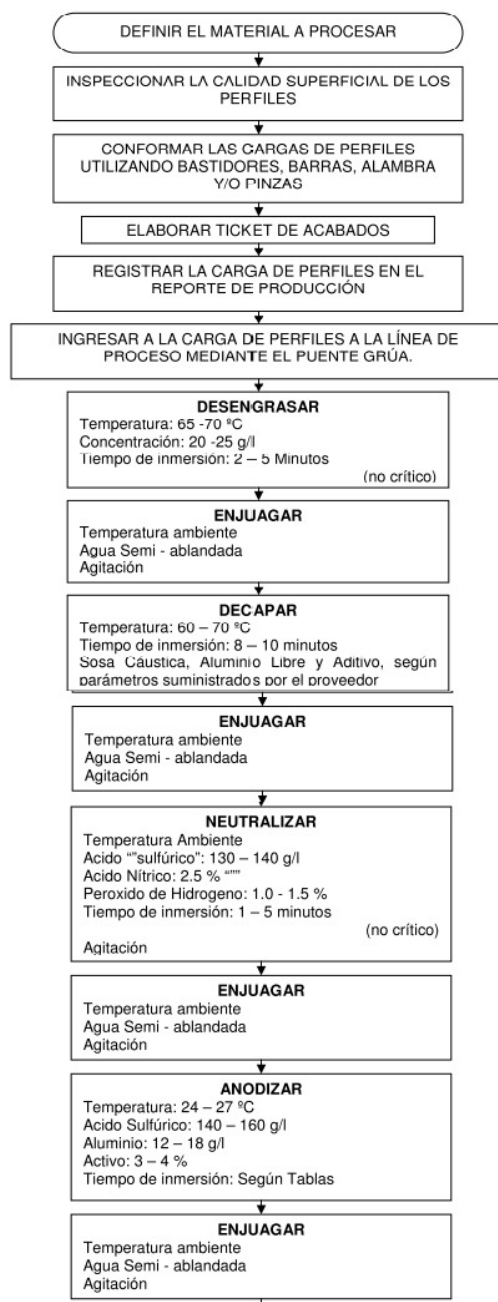 DEFINIR EL MATERIAL A PROCESAR
INSPECCIONAR LA CALIDAD SUPERFICIAL DE LOS
PERFILES
CONFORMAR LAS CARGAS DE PERFILES
UTILIZANDO BASTIDORES, BARRAS, ALAMBRA
Y/O PINZAS
ELABORAR TICKET DE ACABADOS
REGISTRAR LA CARGA DE PERFILES EN EL
REPORTE DE PRODUCCIÓN
INGRESAR A LA CARGA DE PERFILES A LA LÍNEA DE
PROCESO MEDIANTE EL PUENTE GRÚA.
DESENGRASAR
Temperatura: 65 -70 ºC
Concentración: 20 -25 g/l
Tiempo de inmersión: 2 – 5 Minutos
(no crítico)
ENJUAGAR
Temperatura ambiente
Agua Semi - ablandada
Agitación
DECAPAR
Temperatura: 60 – 70 ºC
Tiempo de inmersión: 8 – 10 minutos
Sosa Cáustica, Aluminio Libre y Aditivo, según
parámetros suministrados por el proveedor
ENJUAGAR
Temperatura ambiente
Agua Semi - ablandada
Agitación
NEUTRALIZAR
Temperatura Ambiente
Acido “”sulfúrico”: 130 – 140 g/l
Acido Nítrico: 2.5 % “””
Peroxido de Hidrogeno: 1.0 - 1.5 %
Tiempo de inmersión: 1 – 5 minutos
(no crítico)
Agitación
ENJUAGAR
Temperatura ambiente
Agua Semi - ablandada
Agitación
ANODIZAR
Temperatura: 24 – 27 ºC
Acido Sulfúrico: 140 – 160 g/l
Aluminio: 12 – 18 g/l
Activo: 3 – 4 %
Tiempo de inmersión: Según Tablas
ENJUAGAR
Temperatura ambiente
Agua Semi - ablandada
Agitación